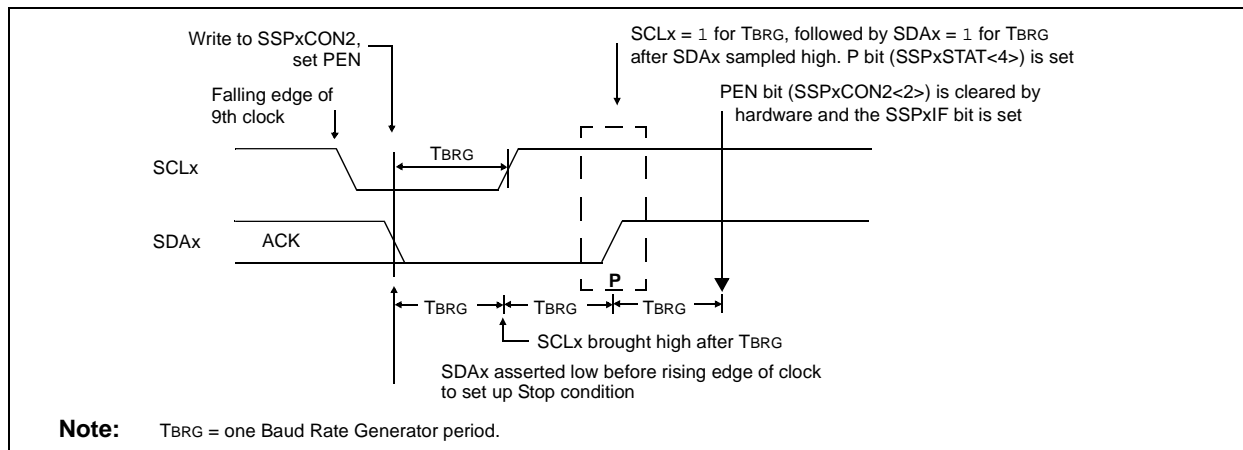 Write to SSPxCON2,
set PEN
SCLx = 1 for TBRG, followed by SDAx = 1 for TBRG
after SDAx sampled high. P bit (SSPxSTAT<4>) is set
Falling edge of
9th clock
PEN bit (SSPxCON2<2>) is cleared by
hardware and the SSPxIF bit is set
TBRG
SCLx
SDAx
ACK
P
TBRG
TBRG
TBRG
SCLx brought high after TBRG
SDAx asserted low before rising edge of clock
to set up Stop condition
Note: TBRG = one Baud Rate Generator period.